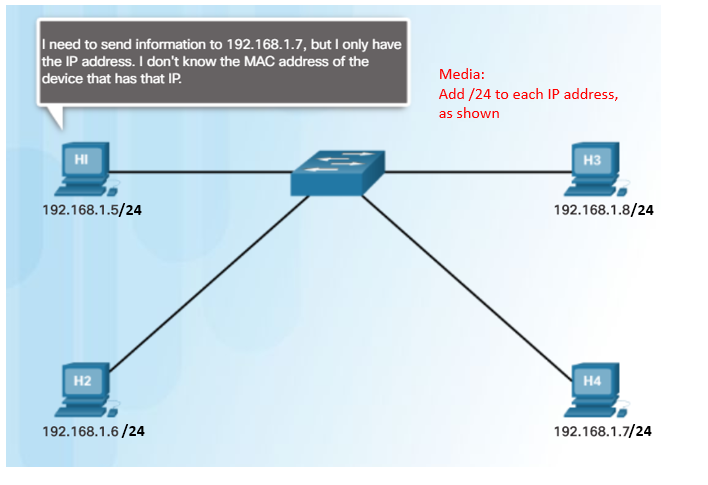 I need to send information to 192.168.1.7, but I only have
the IP address. I don't know the MAC address of the
device that has that IP.
Media:
Add /24 to each IP address,
as shown
H1
H3
192.168.1.5/24
192.168.1.8/24
H2
H4
192.168.1.6 /24
192.168.1.7/24